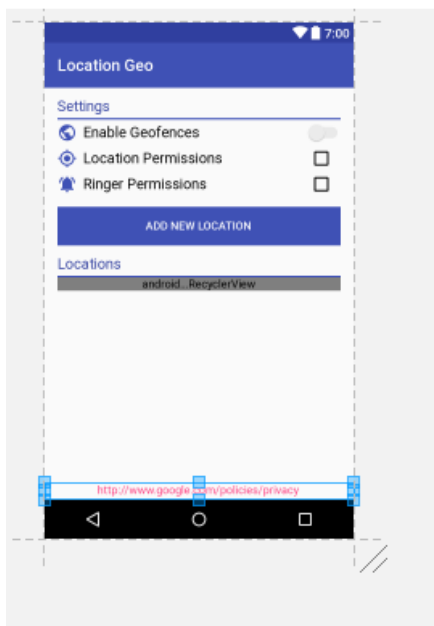 7:00
Location Geo
Settings
Enable Geofences
Location Permissions
Ringer Permissions
ADD NEW LOCATION
Locations
android...RecyclerView
http://www.google.com/policies/privacy